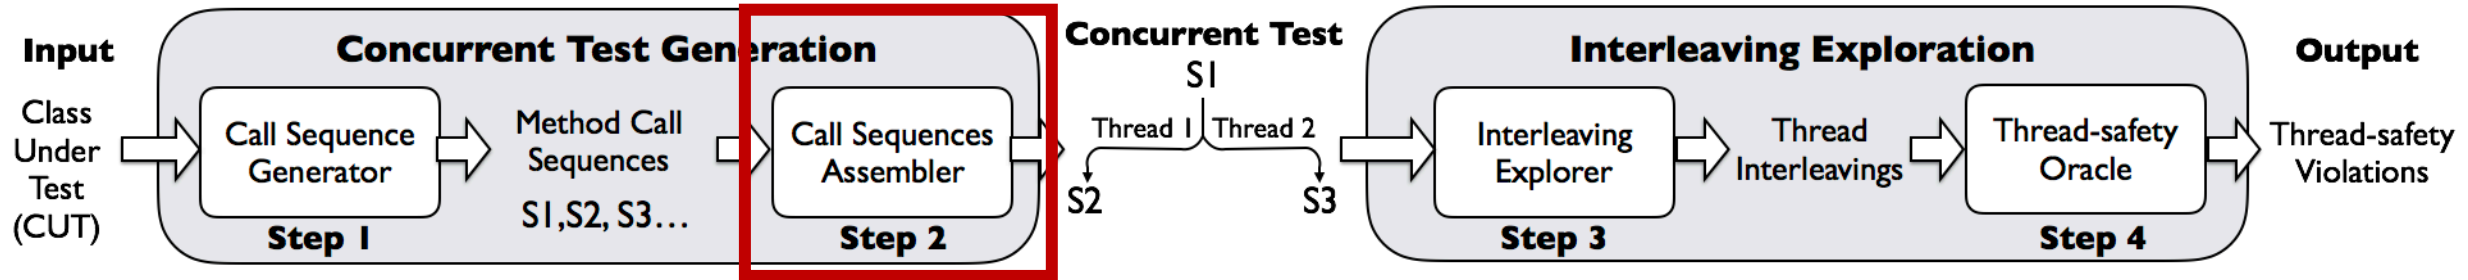 Input
Class
Under
Test
(CUT)
Concurrent Test Generation
Call Sequence
Generator
Step 1
Method Call
Sequences
S1,S2, S3...
Call Sequences
Assembler
Step 2
Concurrent Test
S1
Thread 1
Thread 2
S2
S3
Interleaving Exploration
Interleaving
Explorer
Step 3
Thread
Interleavings
Thread-safety
Oracle
Step 4
Output
Thread-safety
Violations